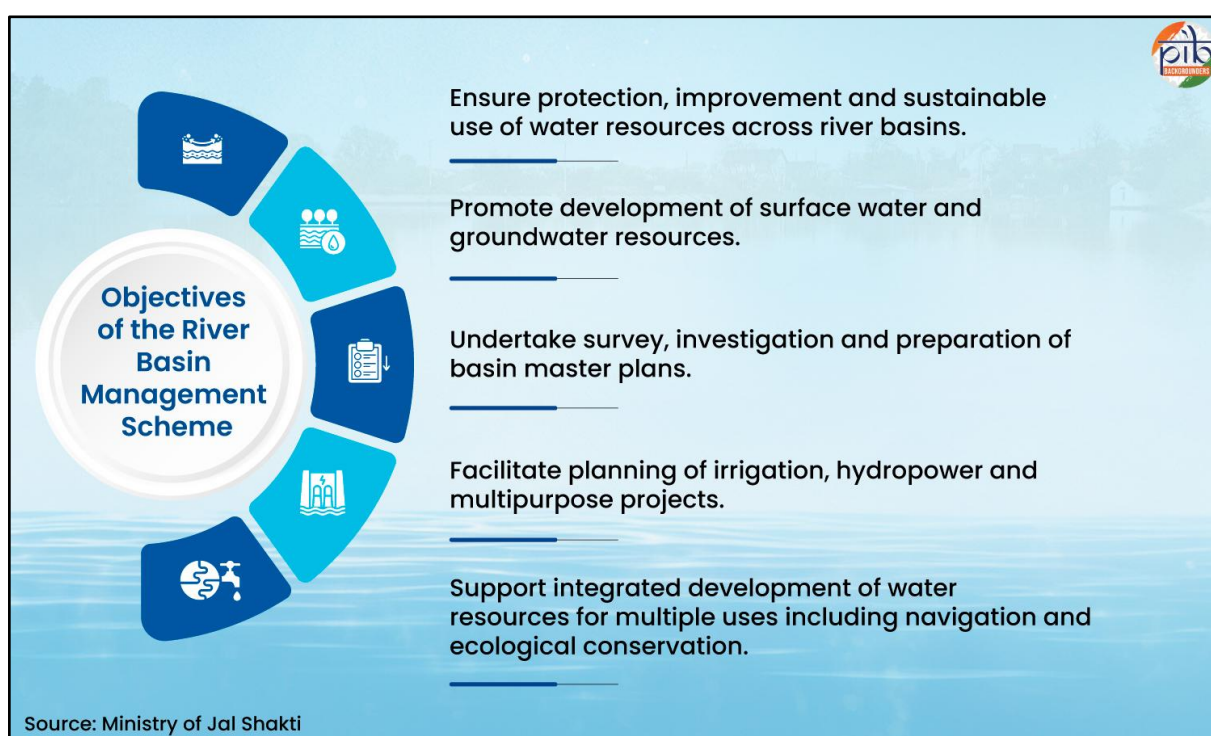 pib
BACKGROUNDERS
Objectives
of the River
Basin
Management
Scheme
Ensure protection, improvement and sustainable
use of water resources across river basins.
Promote development of surface water and
groundwater resources.
Undertake survey, investigation and preparation of
basin master plans.
Facilitate planning of irrigation, hydropower and
multipurpose projects.
Support integrated development of water
resources for multiple uses including navigation and
ecological conservation.
Source: Ministry of Jal Shakti